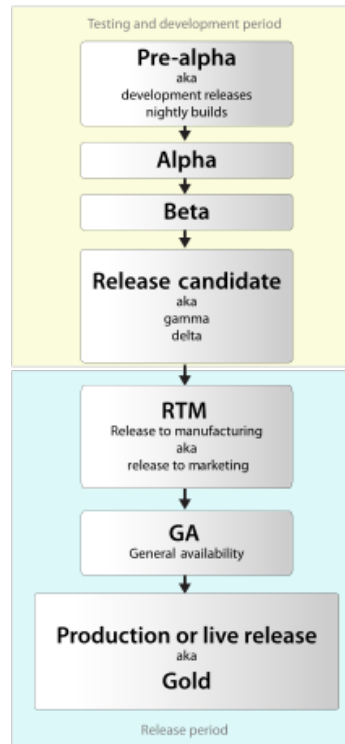 Testing and development period
Pre-alpha
aka
development releases
nightly builds
Alpha
Beta
Release candidate
aka
gamma
delta
RTM
Release to manufacturing
aka
release to marketing
GA
General availability
Production or live release
aka
Gold
Release period